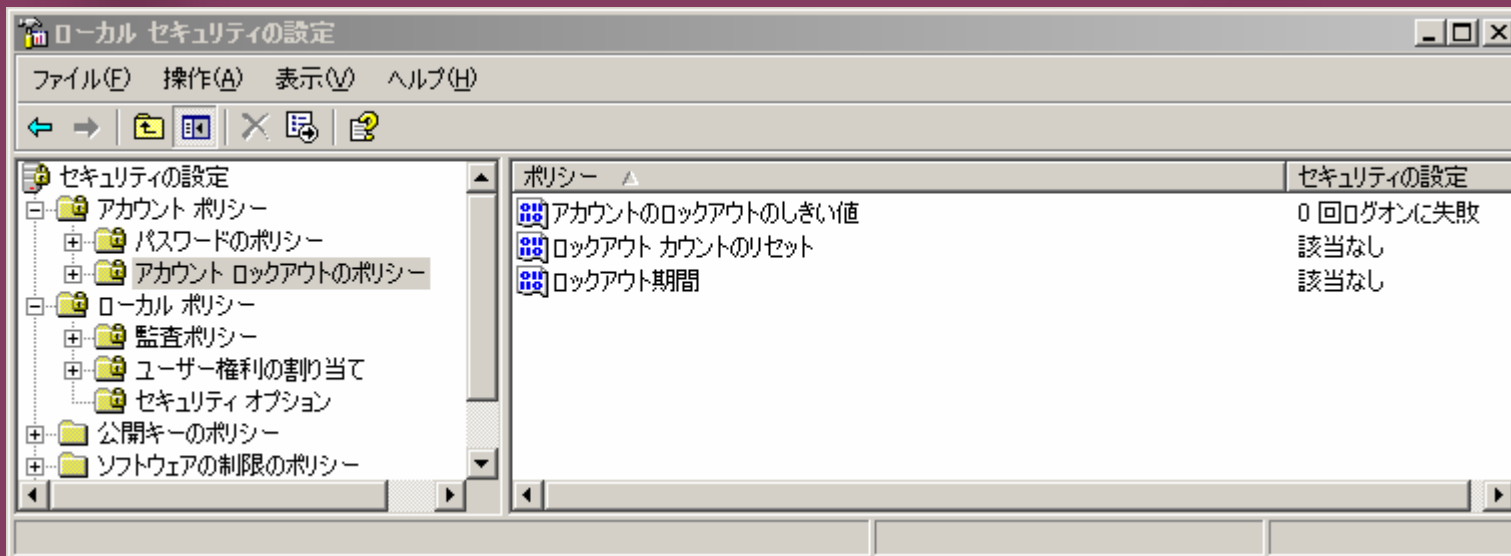 ローカル セキュリティの設定
ファイル(F) 操作(A) 表示(V) ヘルプ(H)
セキュリティの設定
アカウント ポリシー
パスワードのポリシー
アカウント ロックアウトのポリシー
ローカル ポリシー
監査ポリシー
ユーザー権利の割り当て
セキュリティ オプション
公開キーのポリシー
ソフトウェアの制限のポリシー
ポリシー セキュリティの設定
アカウントのロックアウトのしきい値 0 回ログオンに失敗
ロックアウト カウントのリセット 該当なし
ロックアウト期間 該当なし